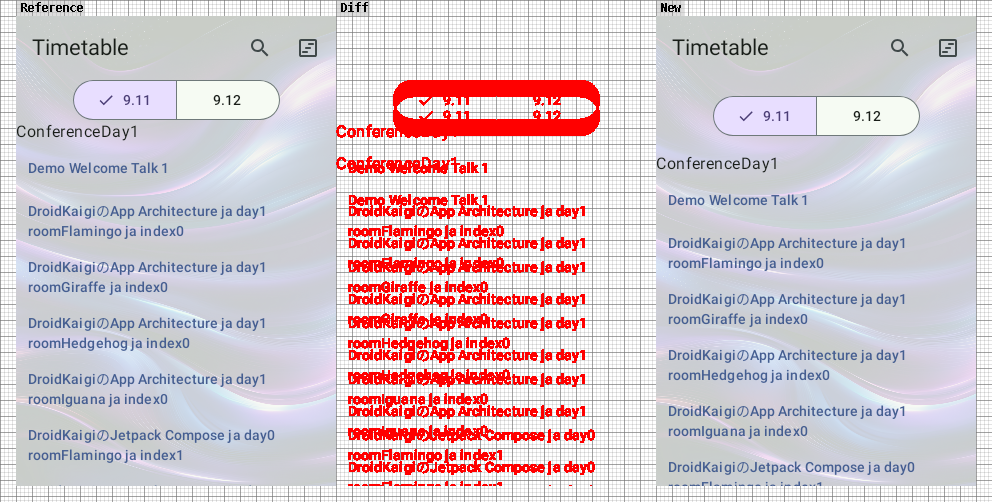 Reference
Timetable
9.11
9.12
ConferenceDay1
Demo Welcome Talk 1
DroidKaigiのApp Architecture ja day1
roomFlamingo ja index0
DroidKaigiのApp Architecture ja day1
roomGiraffe ja index0
DroidKaigiのApp Architecture ja day1
roomHedgehog ja index0
DroidKaigiのApp Architecture ja day1
roomIguana ja index0
DroidKaigiのJetpack Compose ja day0
roomFlamingo ja index1
Diff
9.11
9.12
9.11
9.12
ConferenceDay1
ConferenceDay1
Demo Welcome Talk 1
Demo Welcome Talk 1
DroidKaigiのApp Architecture ja day1
roomFlamingo ja index0
DroidKaigiのApp Architecture ja day1
roomFlamingo ja index0
DroidKaigiのApp Architecture ja day1
roomGiraffe ja index0
DroidKaigiのApp Architecture ja day1
roomGiraffe ja index0
DroidKaigiのApp Architecture ja day1
roomHedgehog ja index0
DroidKaigiのApp Architecture ja day1
roomHedgehog ja index0
DroidKaigiのApp Architecture ja day1
roomIguana ja index0
DroidKaigiのApp Architecture ja day1
roomIguana ja index0
DroidKaigiのJetpack Compose ja day0
roomFlamingo ja index1
DroidKaigiのJetpack Compose ja day0
roomFlamingo ja index1
New
Timetable
9.11
9.12
ConferenceDay1
Demo Welcome Talk 1
DroidKaigiのApp Architecture ja day1
roomFlamingo ja index0
DroidKaigiのApp Architecture ja day1
roomGiraffe ja index0
DroidKaigiのApp Architecture ja day1
roomHedgehog ja index0
DroidKaigiのApp Architecture ja day1
roomIguana ja index0
DroidKaigiのJetpack Compose ja day0
roomFlamingo ja index1